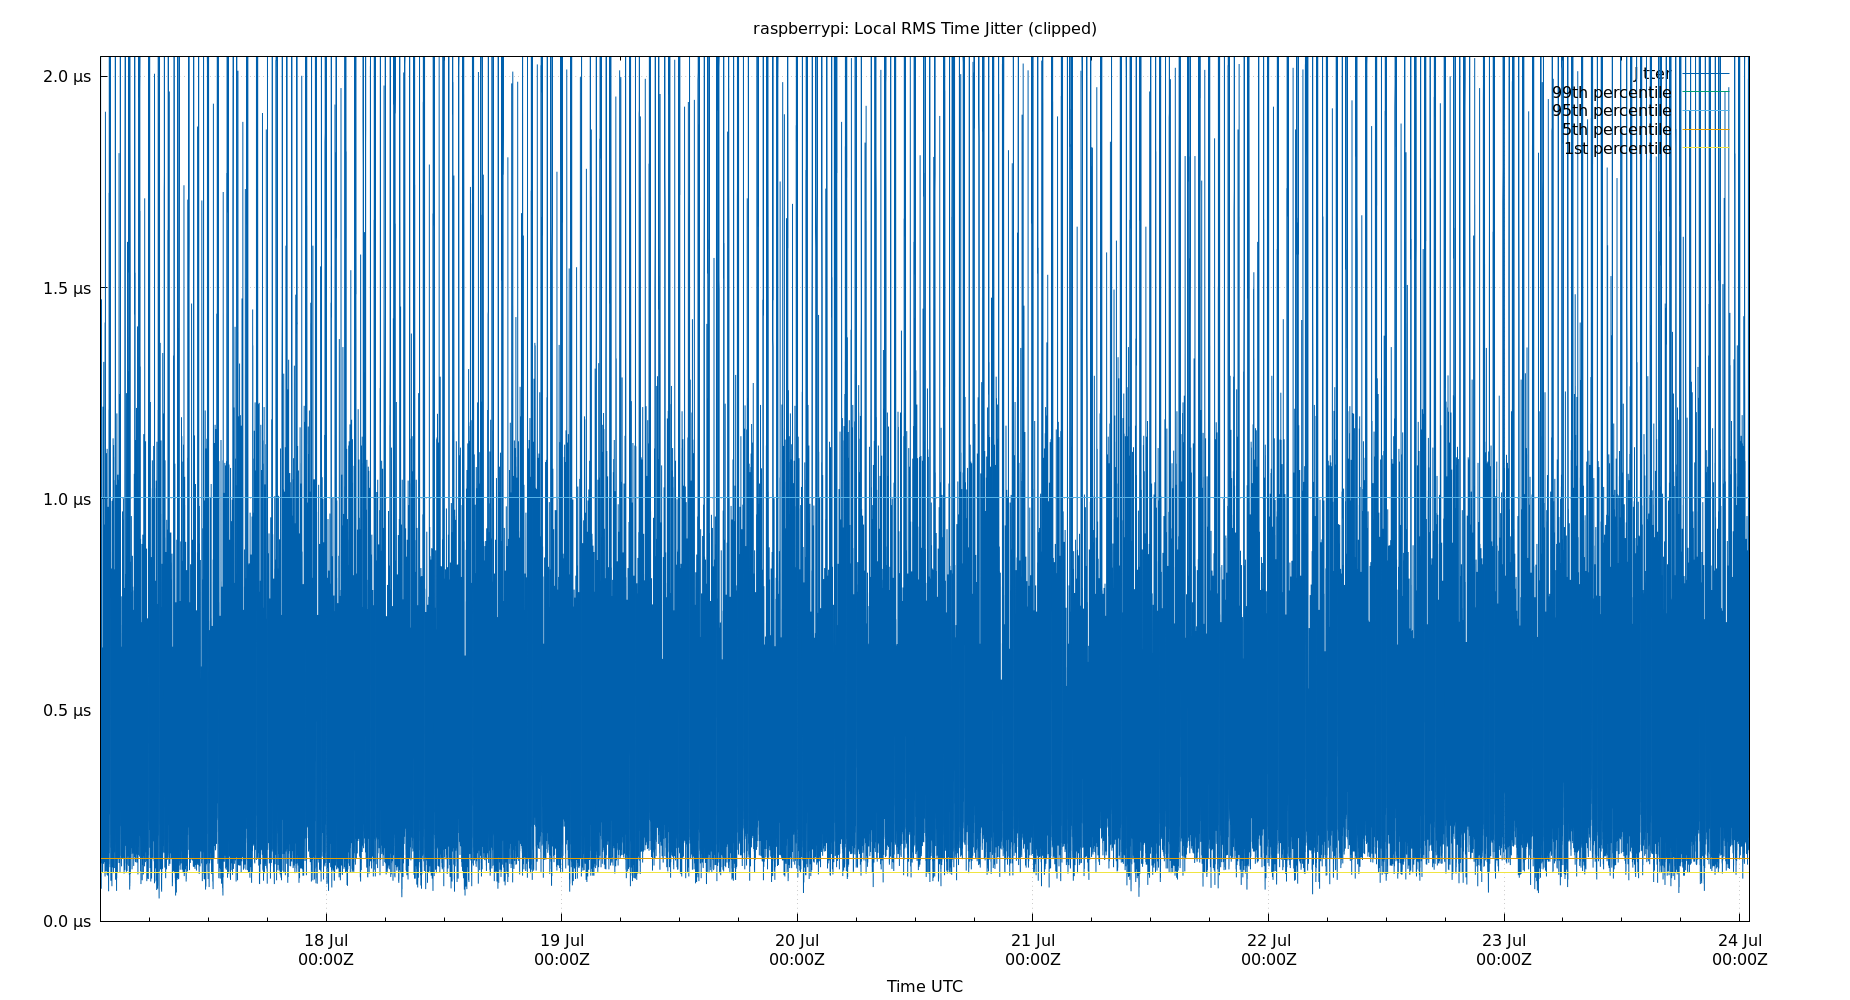 raspberrypi: Local RMS Time Jitter (clipped)
2.0 µs
1.5 µs
1.0 µs
0.5 µs
0.0 µs
Jitter
99th percentile
95th percentile
5th percentile
1st percentile
18 Jul
00:00Z
19 Jul
00:00Z
20 Jul
00:00Z
21 Jul
00:00Z
22 Jul
00:00Z
23 Jul
00:00Z
24 Jul
00:00Z
Time UTC